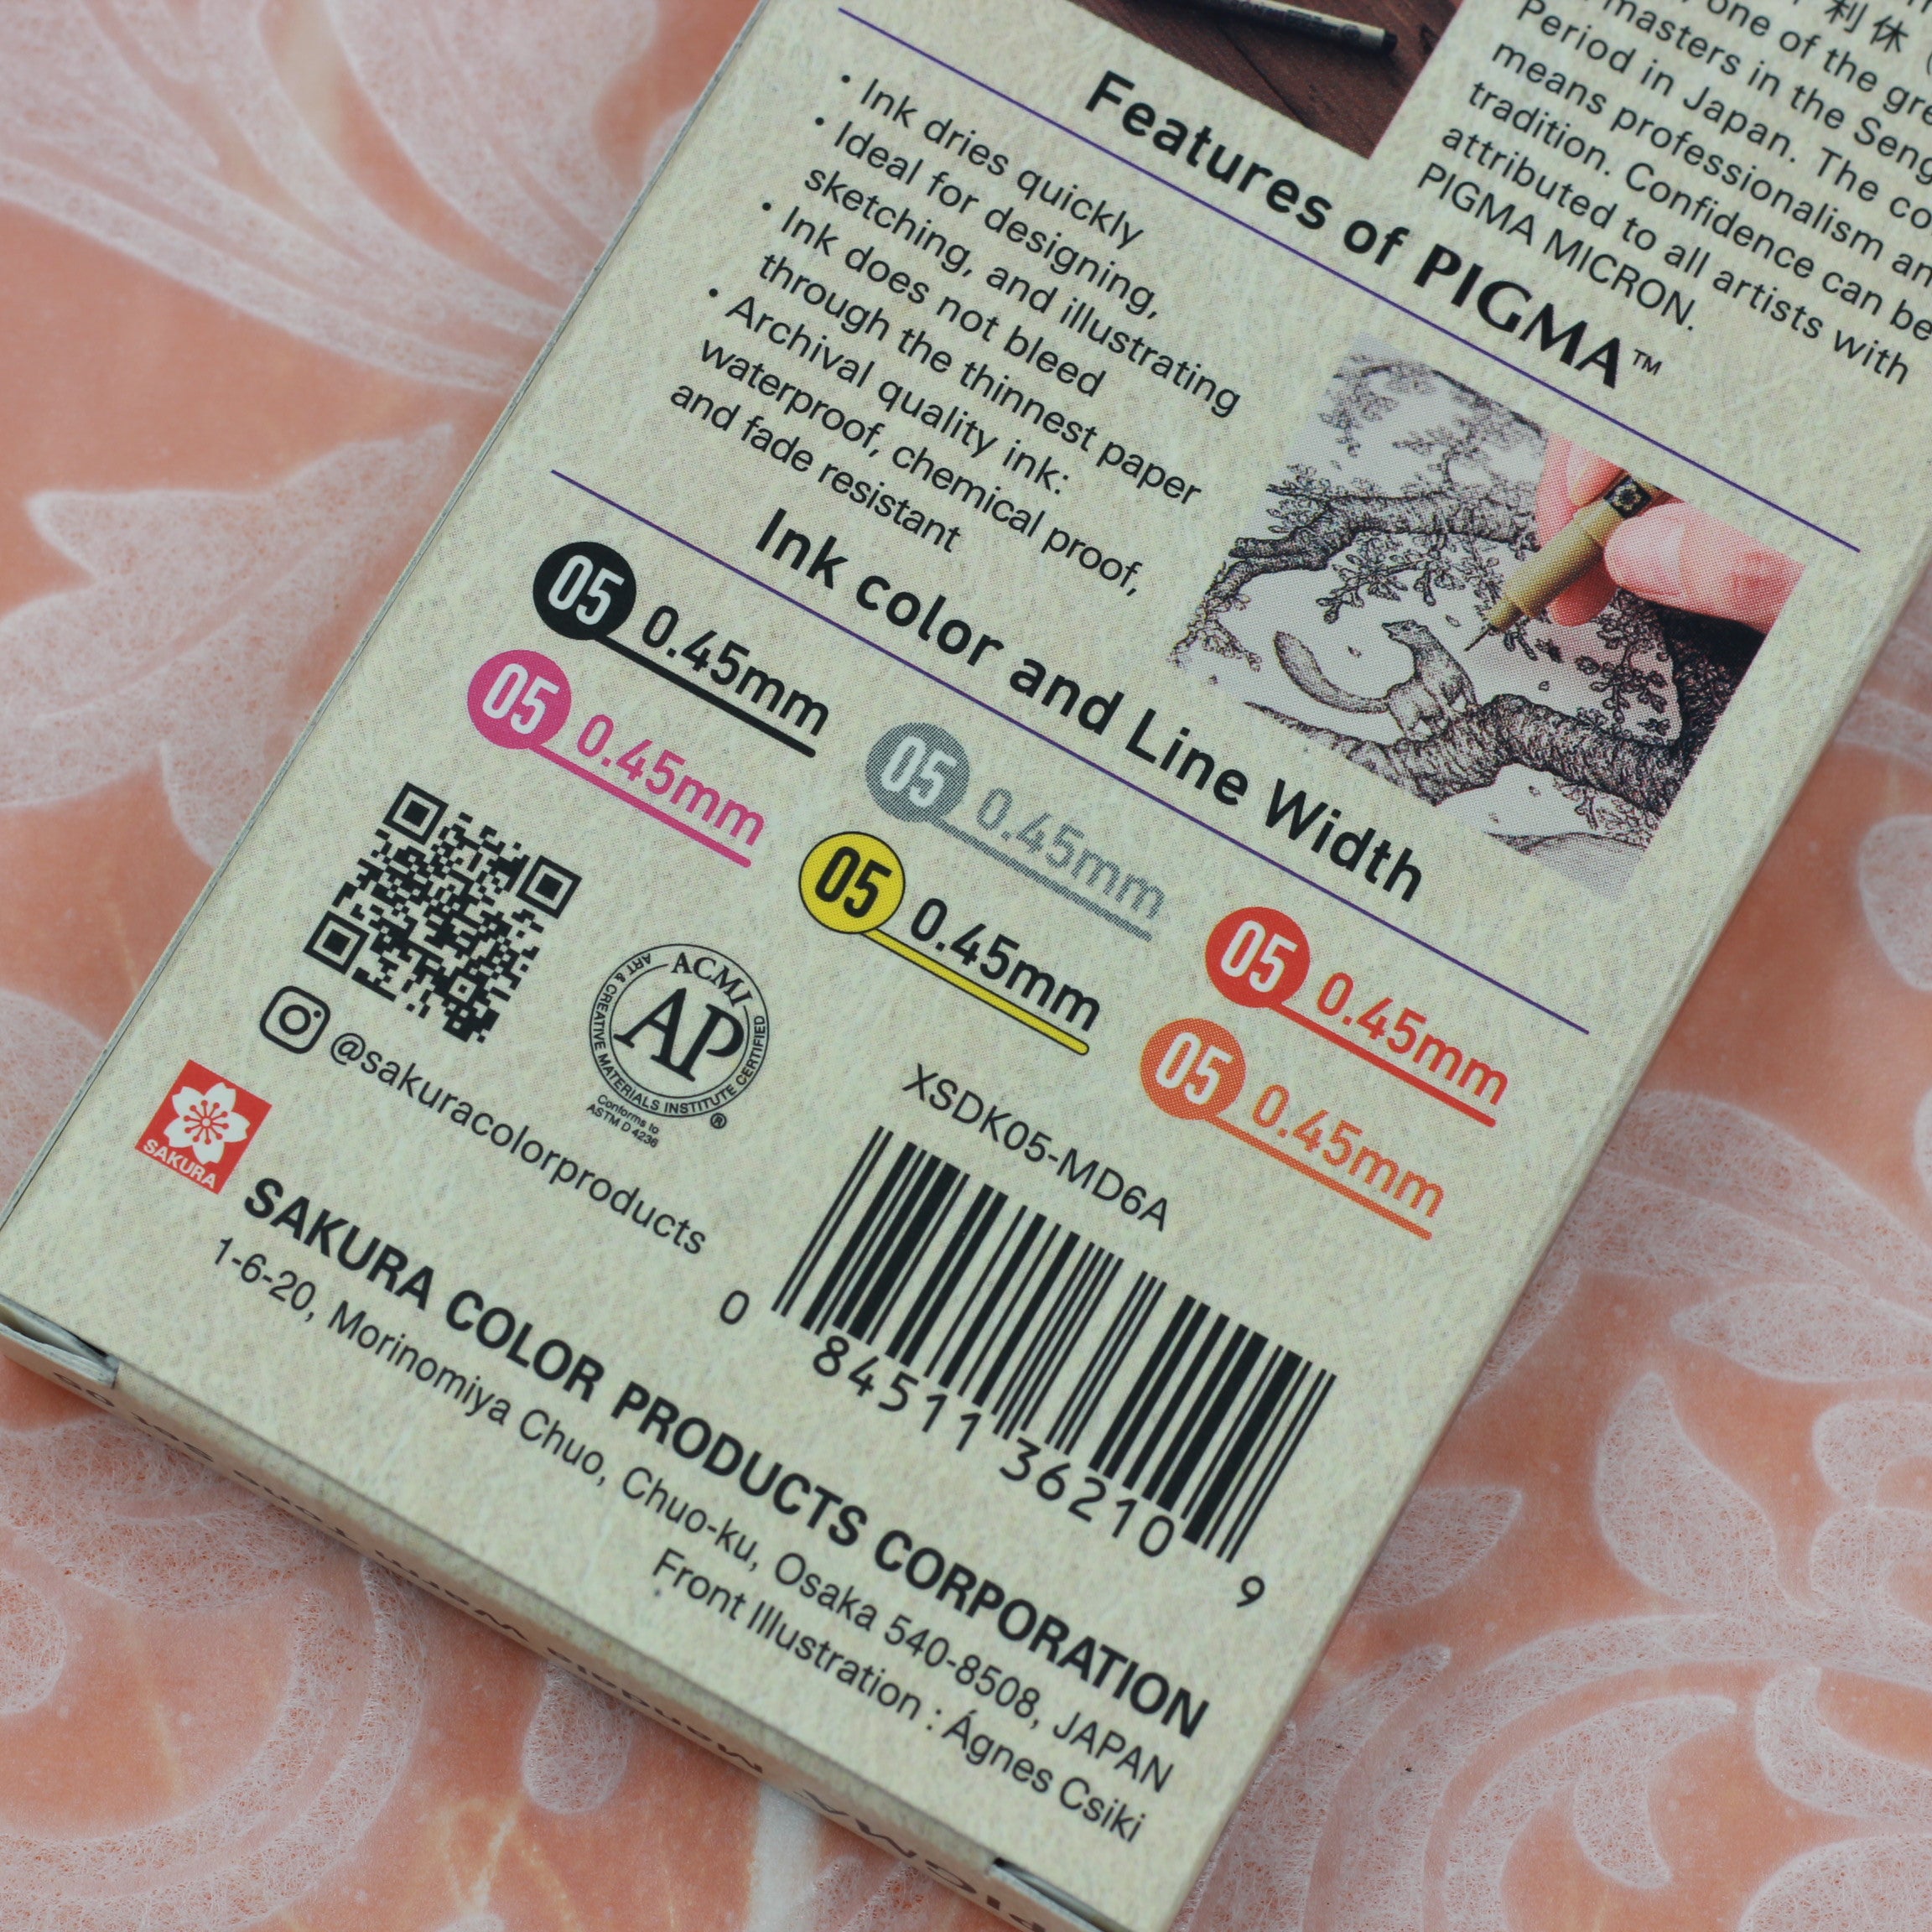 利休
one of the
masters in the
Period in Japan. The
means professionalism
tradition. Confidence can be
attributed to all artists with
PIGMA MICRON.
Features of PIGMA™
・Ink dries quickly
・Ideal for designing,
sketching, and illustrating
・Ink does not bleed
through the thinnest paper
・Archival quality ink:
waterproof, chemical proof,
and fade resistant
Ink color and Line Width
05 0.45mm
05 0.45mm
05 0.45mm
05 0.45mm
05 0.45mm
05 0.45mm
@sakuracolorproducts
ACMI
AP
ART & CREATIVE MATERIALS INSTITUTE CERTIFIED
®
Conforms to
ASTM D 4236
XSDK05-MD6A
0 84511 36210 9
SAKURA
SAKURA COLOR PRODUCTS CORPORATION
1-6-20, Morinomiya Chuo, Chuo-ku, Osaka 540-8508, JAPAN
Front Illustration : Ágnes Csiki